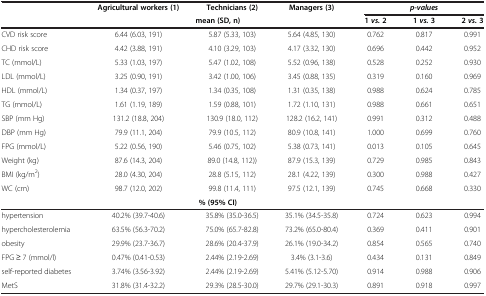 Agricultural workers (1) Technicians (2) Managers (3) p-values
mean (SD, n) 1 vs. 2 1 vs. 3 2 vs. 3
CVD risk score 6.44 (6.03, 191) 5.87 (5.33, 103) 5.64 (4.85, 130) 0.762 0.817 0.991
CHD risk score 4.42 (3.88, 191) 4.10 (3.29, 103) 4.17 (3.32, 130) 0.696 0.442 0.952
TC (mmol/L) 5.33 (1.03, 197) 5.47 (1.02, 108) 5.52 (0.96, 138) 0.528 0.252 0.930
LDL (mmol/L) 3.25 (0.90, 191) 3.42 (1.00, 106) 3.45 (0.88, 135) 0.319 0.160 0.969
HDL (mmol/L) 1.34 (0.37, 197) 1.34 (0.35, 108) 1.31 (0.35, 138) 0.988 0.624 0.785
TG (mmol/L) 1.61 (1.19, 189) 1.59 (0.88, 101) 1.72 (1.10, 131) 0.988 0.661 0.651
SBP (mm Hg) 131.2 (18.8, 204) 130.9 (18.0, 112) 128.2 (16.2, 141) 0.991 0.312 0.488
DBP (mm Hg) 79.9 (11.1, 204) 79.9 (10.5, 112) 80.9 (10.8, 141) 1.000 0.699 0.760
FPG (mmol/L) 5.22 (0.56, 190) 5.46 (0.75, 102) 5.38 (0.73, 141) 0.013 0.105 0.645
Weight (kg) 87.6 (14.3, 204) 89.0 (14.8, 112)) 87.9 (15.3, 139) 0.729 0.985 0.843
BMI (kg/m²) 28.0 (4.30, 204) 28.8 (5.15, 112) 28.1 (4.22, 139) 0.300 0.988 0.427
WC (cm) 98.7 (12.0, 202) 99.8 (11.4, 111) 97.5 (12.1, 139) 0.745 0.668 0.330
% (95% CI)
hypertension 40.2% (39.7-40.6) 35.8% (35.0-36.5) 35.1% (34.5-35.8) 0.724 0.623 0.994
hypercholesterolemia 63.5% (56.3-70.2) 75.0% (65.7-82.8) 73.2% (65.0-80.4) 0.369 0.411 0.901
obesity 29.9% (23.7-36.7) 28.6% (20.4-37.9) 26.1% (19.0-34.2) 0.854 0.565 0.740
FPG ≥ 7 (mmol/l) 0.47% (0.41-0.53) 2.44% (2.19-2.69) 3.4% (3.1-3.6) 0.434 0.131 0.849
self-reported diabetes 3.74% (3.56-3.92) 2.44% (2.19-2.69) 5.41% (5.12-5.70) 0.914 0.988 0.906
MetS 31.8% (31.4-32.2) 29.3% (28.5-30.0) 29.7% (29.1-30.3) 0.891 0.918 0.997